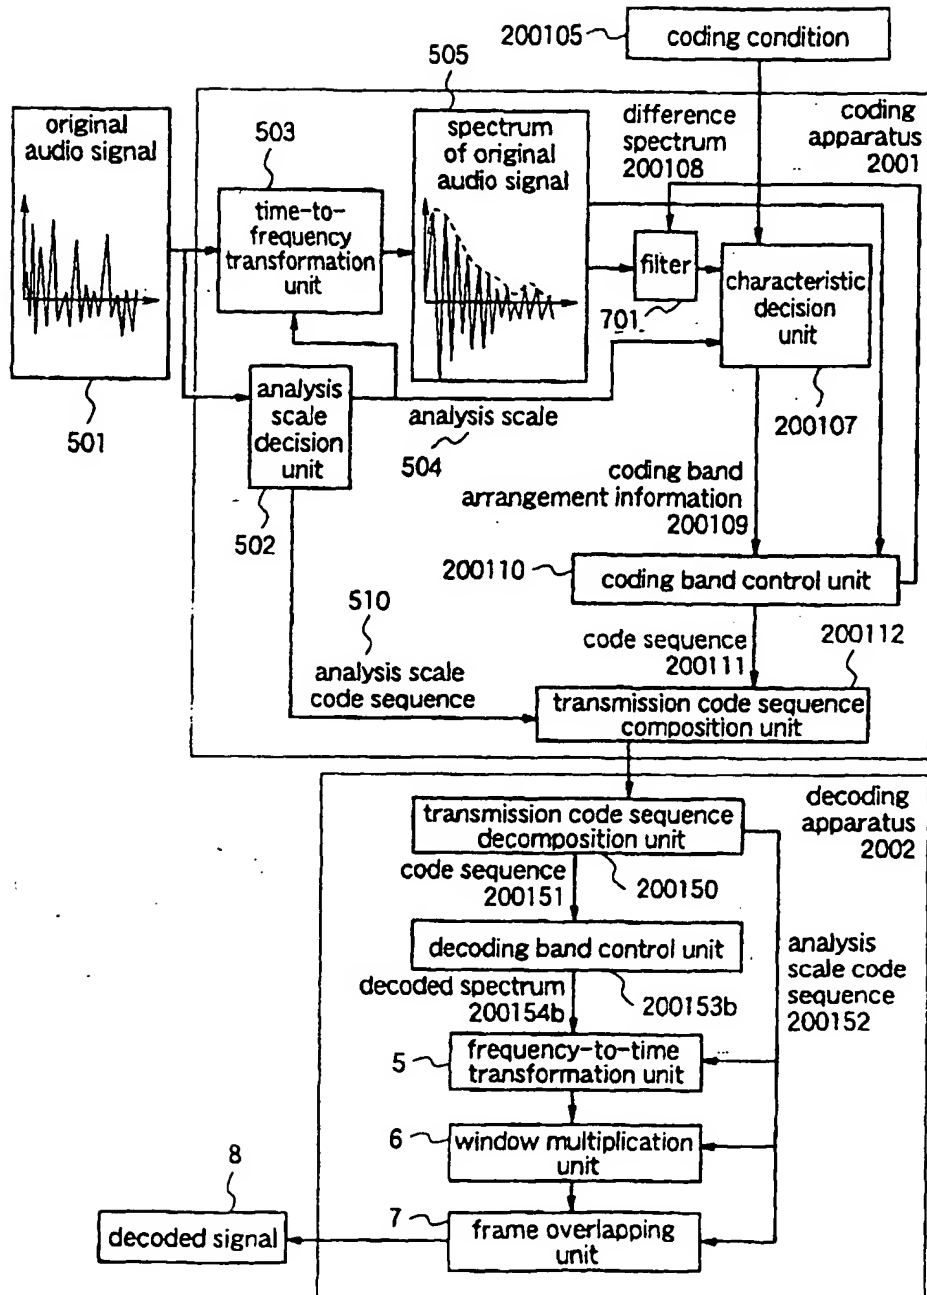 200105
coding condition
505
original
audio signal
503
spectrum
of original
audio signal
difference
spectrum
200108
coding
apparatus
2001
time-to-
frequency
transformation
unit
filter
characteristic
decision
unit
701
analysis
scale
decision
unit
analysis scale
504
200107
501
502
coding band
arrangement information
200109
200110
coding band control unit
510
code sequence
200111
200112
analysis scale
code sequence
transmission code sequence
composition unit
transmission code sequence
decomposition unit
decoding
apparatus
2002
code sequence
200151
200150
decoding band control unit
analysis
scale code
sequence
200152
decoded spectrum
200154b
200153b
5
frequency-to-time
transformation unit
6
window multiplication
unit
8
7
decoded signal
frame overlapping
unit